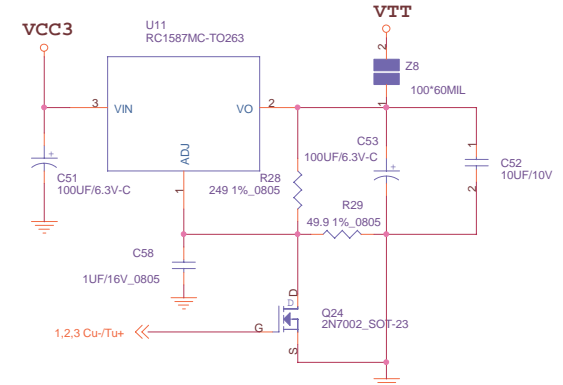 VCC3
U11
RC1587MC-TO263
VTT
2
Z8
100*60MIL
1
3
VIN
VO
2
ADJ
1
C51
100UF/6.3V-C
R28
249 1%_0805
C53
100UF/6.3V-C
1
C52
10UF/10V
2
R29
49.9 1%_0805
C58
1UF/16V_0805
D
D
Q24
2N7002_SOT-23
G
S
1,2,3 Cu-/Tu+
+
+